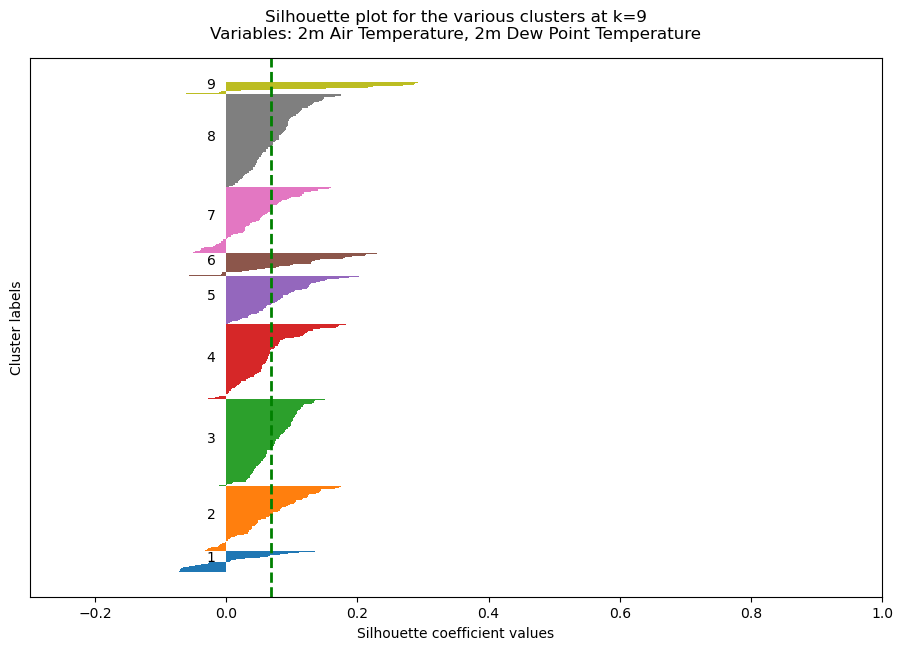 Silhouette plot for the various clusters at k=9
Variables: 2m Air Temperature, 2m Dew Point Temperature
Cluster labels
9
8
7
6
5
4
3
2
1
−0.2 0.0 0.2 0.4 0.6 0.8 1.0
Silhouette coefficient values